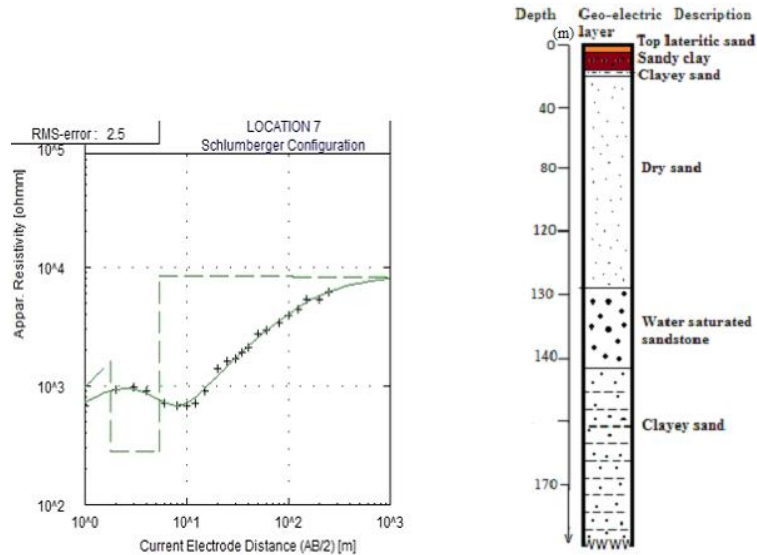 RMS-error : 2.5
LOCATION 7
Schlumberger Configuration
10^5
10^4
10^3
10^2
Appar. Resistivity [ohmm]
10^0
10^1
10^2
10^3
Current Electrode Distance (AB/2) [m]
Depth Geo-electric Description
(m) layer
0
40
80
120
130
140
170
Top lateritic sand
Sandy clay
Clayey sand
Dry sand
Water saturated
sandstone
Clayey sand